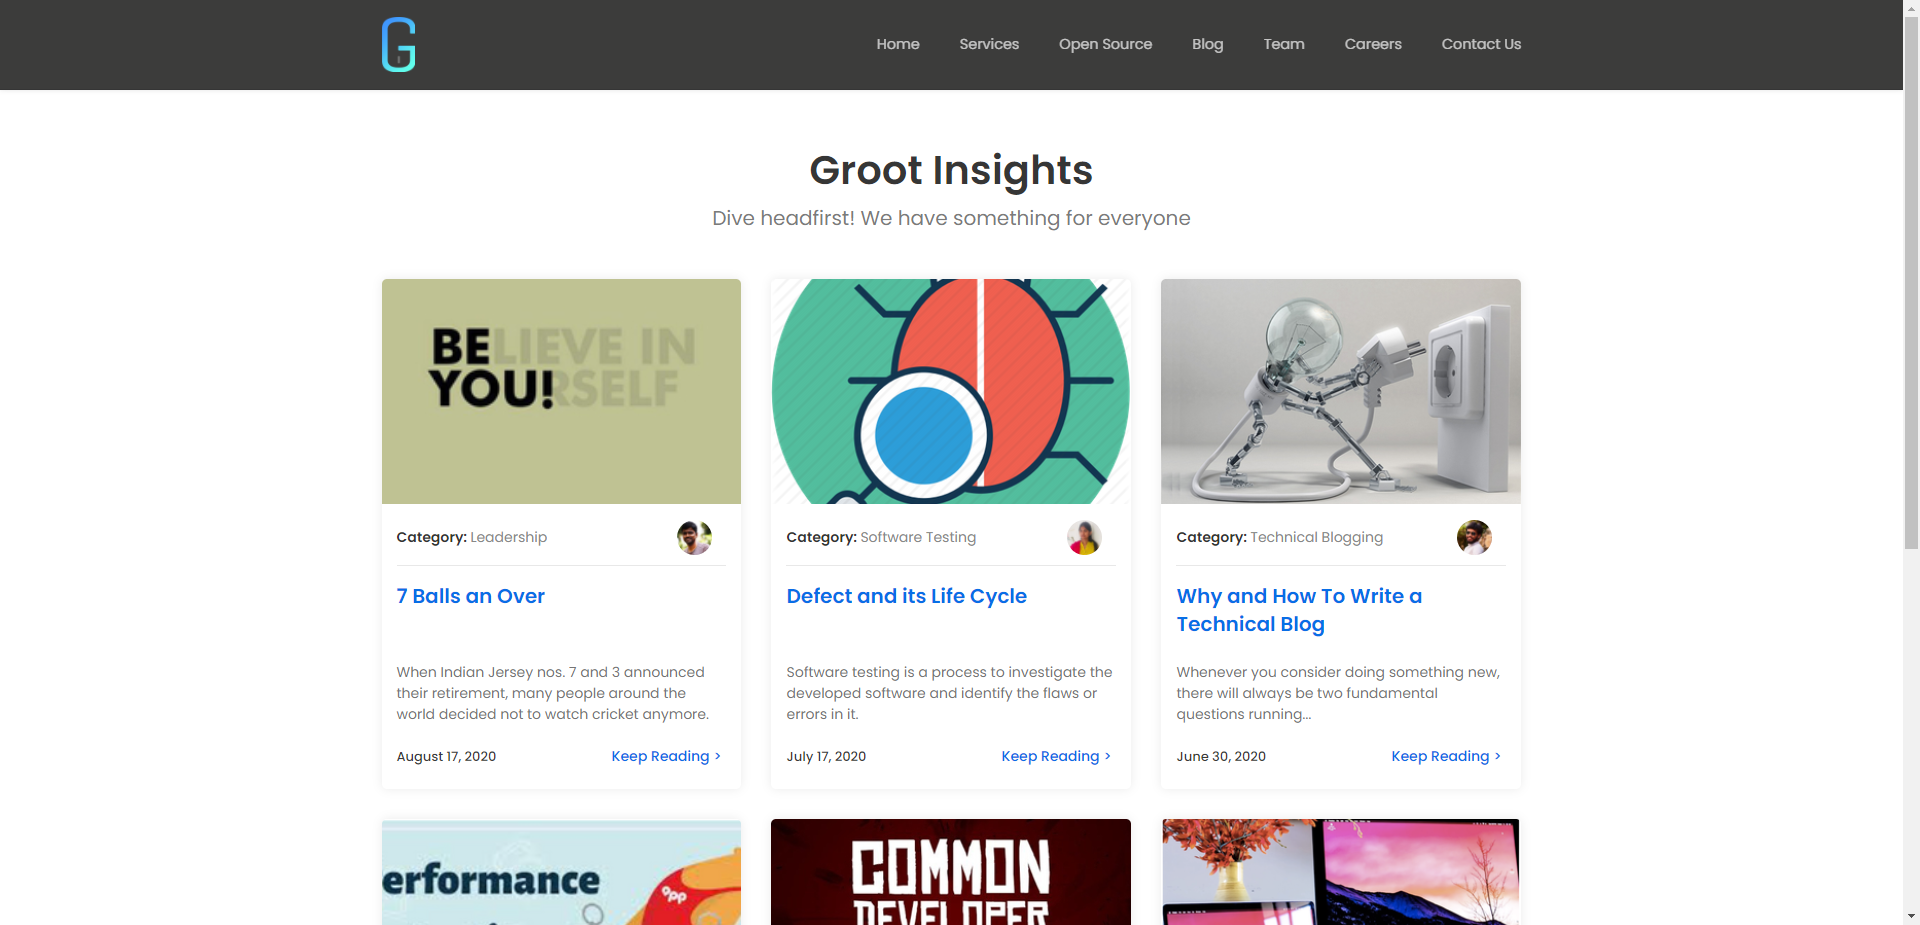 G
Home Services Open Source Blog Team Careers Contact Us
Groot Insights
Dive headfirst! We have something for everyone
BELIEVE IN
YOU!RSELF
Category: Leadership
7 Balls an Over
When Indian Jersey nos. 7 and 3 announced
their retirement, many people around the
world decided not to watch cricket anymore.
August 17, 2020 Keep Reading >
Category: Software Testing
Defect and its Life Cycle
Software testing is a process to investigate the
developed software and identify the flaws or
errors in it.
July 17, 2020 Keep Reading >
Category: Technical Blogging
Why and How To Write a
Technical Blog
Whenever you consider doing something new,
there will always be two fundamental
questions running...
June 30, 2020 Keep Reading >
erformance
app
COMMON
DEVELOPER